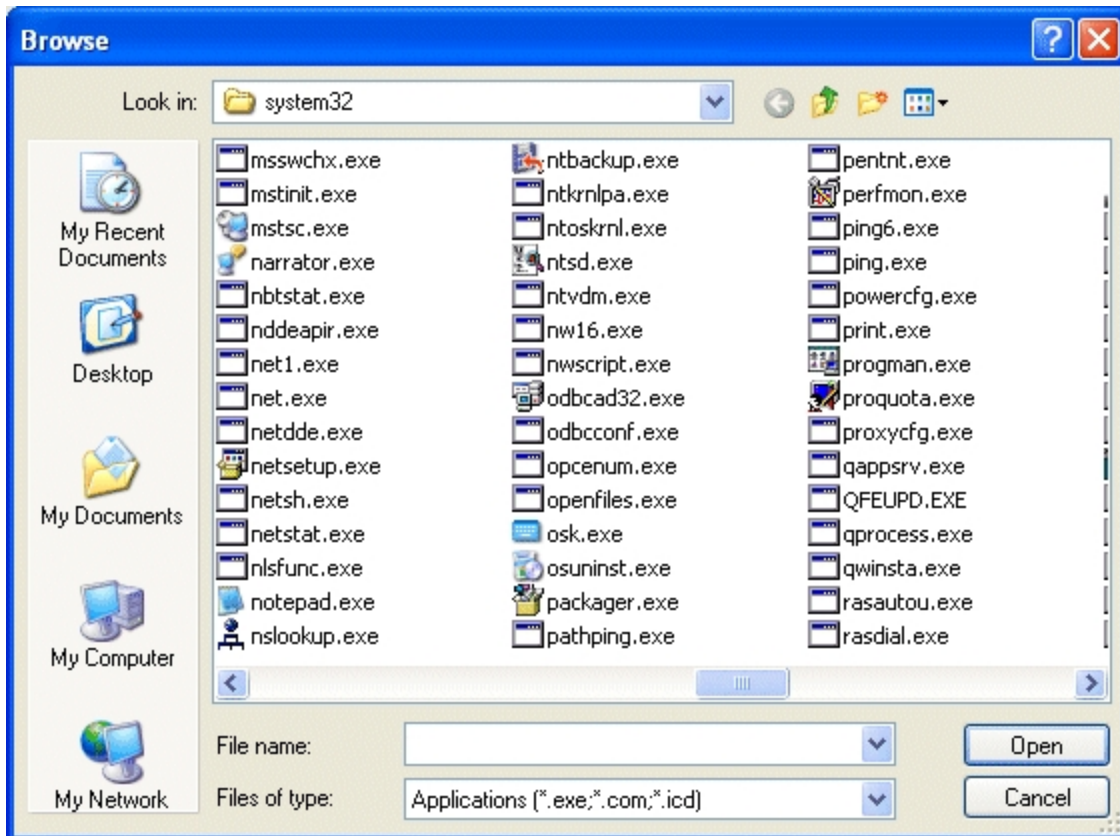 Browse
Look in:
system32
My Recent
Documents
Desktop
My Documents
My Computer
My Network
msswchx.exe
mstinit.exe
mstsc.exe
narrator.exe
nbtstat.exe
nddeapir.exe
net1.exe
net.exe
netdde.exe
netsetup.exe
netsh.exe
netstat.exe
nlsfunc.exe
notepad.exe
nslookup.exe
ntbackup.exe
ntkrnlpa.exe
ntoskrnl.exe
ntsd.exe
ntvdm.exe
nw16.exe
nwscript.exe
odbcad32.exe
odbcconf.exe
opcenum.exe
openfiles.exe
osk.exe
osuninst.exe
packager.exe
pathping.exe
pentnt.exe
perfmon.exe
ping6.exe
ping.exe
powercfg.exe
print.exe
progman.exe
proquota.exe
proxycfg.exe
qappsrv.exe
QFEUPD.EXE
qprocess.exe
qwinsta.exe
rasautou.exe
rasdial.exe
File name:
Open
Files of type:
Applications (*.exe;*.com;*.icd)
Cancel